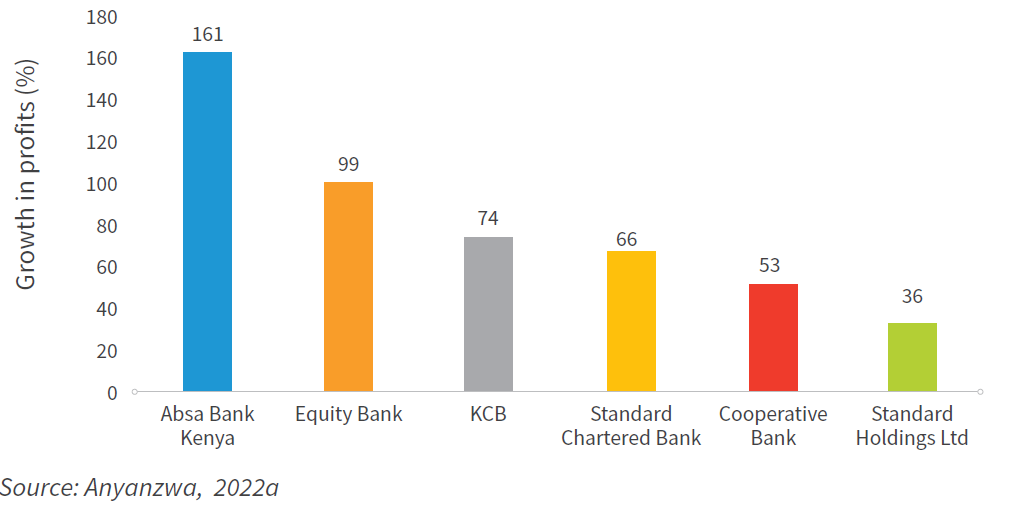 Growth in profits (%)
180
160
140
120
100
80
60
40
20
0
161
99
74
66
53
36
Absa Bank
Kenya
Equity Bank
KCB
Standard
Chartered Bank
Cooperative
Bank
Standard
Holdings Ltd
Source: Anyanzwa, 2022a